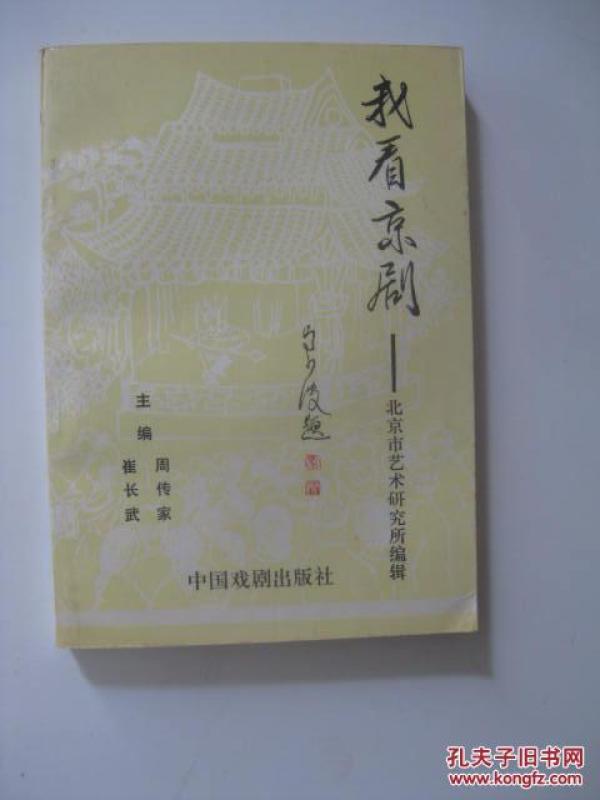 我看京剧
——北京市艺术研究所编辑
主编
周传家
崔长武
中国戏剧出版社
孔夫子旧书网
www.kongfz.com